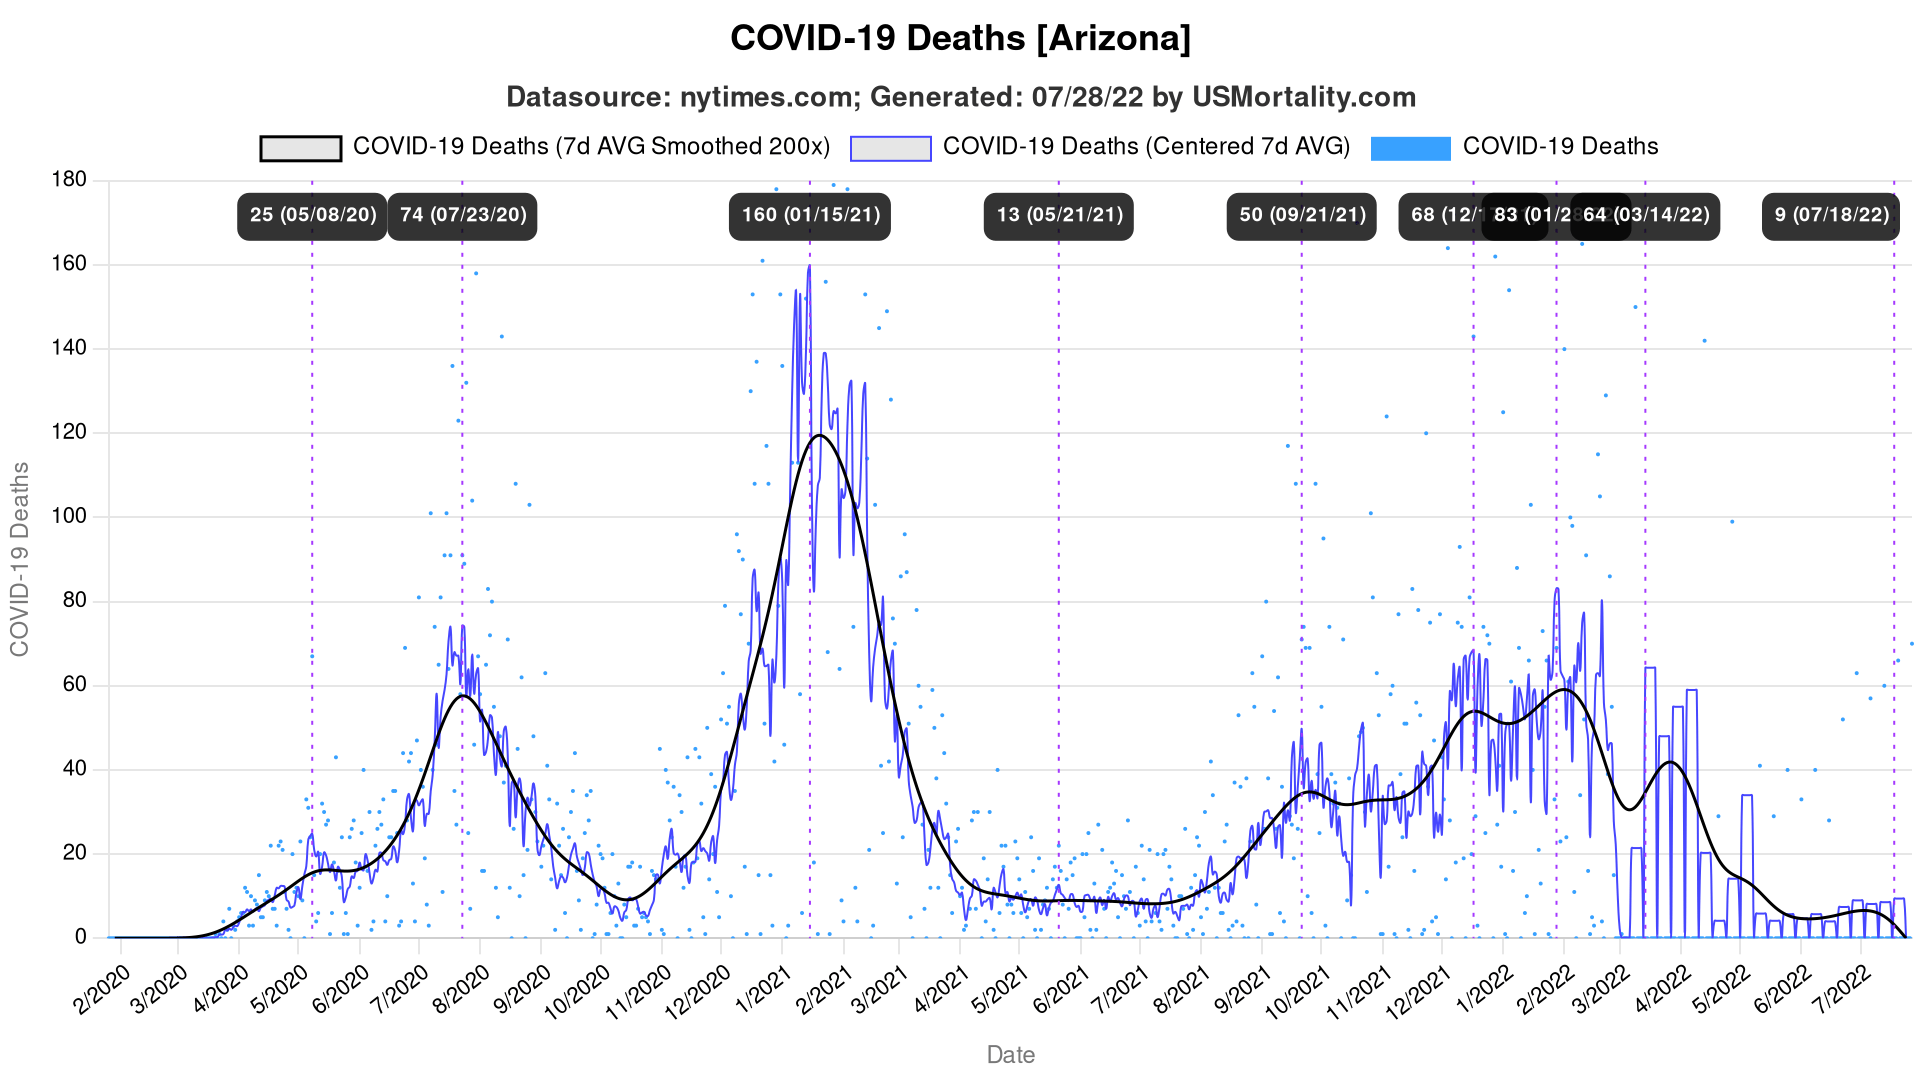 COVID-19 Deaths [Arizona]
Datasource: nytimes.com; Generated: 07/28/22 by USMortality.com
COVID-19 Deaths (7d AVG Smoothed 200x) COVID-19 Deaths (Centered 7d AVG) COVID-19 Deaths
180
25 (05/08/20) 74 (07/23/20) 160 (01/15/21) 13 (05/21/21) 50 (09/21/21) 68 (12/ 83 (01/28 64 (03/14/22) 9 (07/18/22)
160
140
120
100
80
60
40
20
0
COVID-19 Deaths
2/2020 3/2020 4/2020 5/2020 6/2020 7/2020 8/2020 9/2020 10/2020 11/2020 12/2020 1/2021 2/2021 3/2021 4/2021 5/2021 6/2021 7/2021 8/2021 9/2021 10/2021 11/2021 12/2021 1/2022 2/2022 3/2022 4/2022 5/2022 6/2022 7/2022
Date